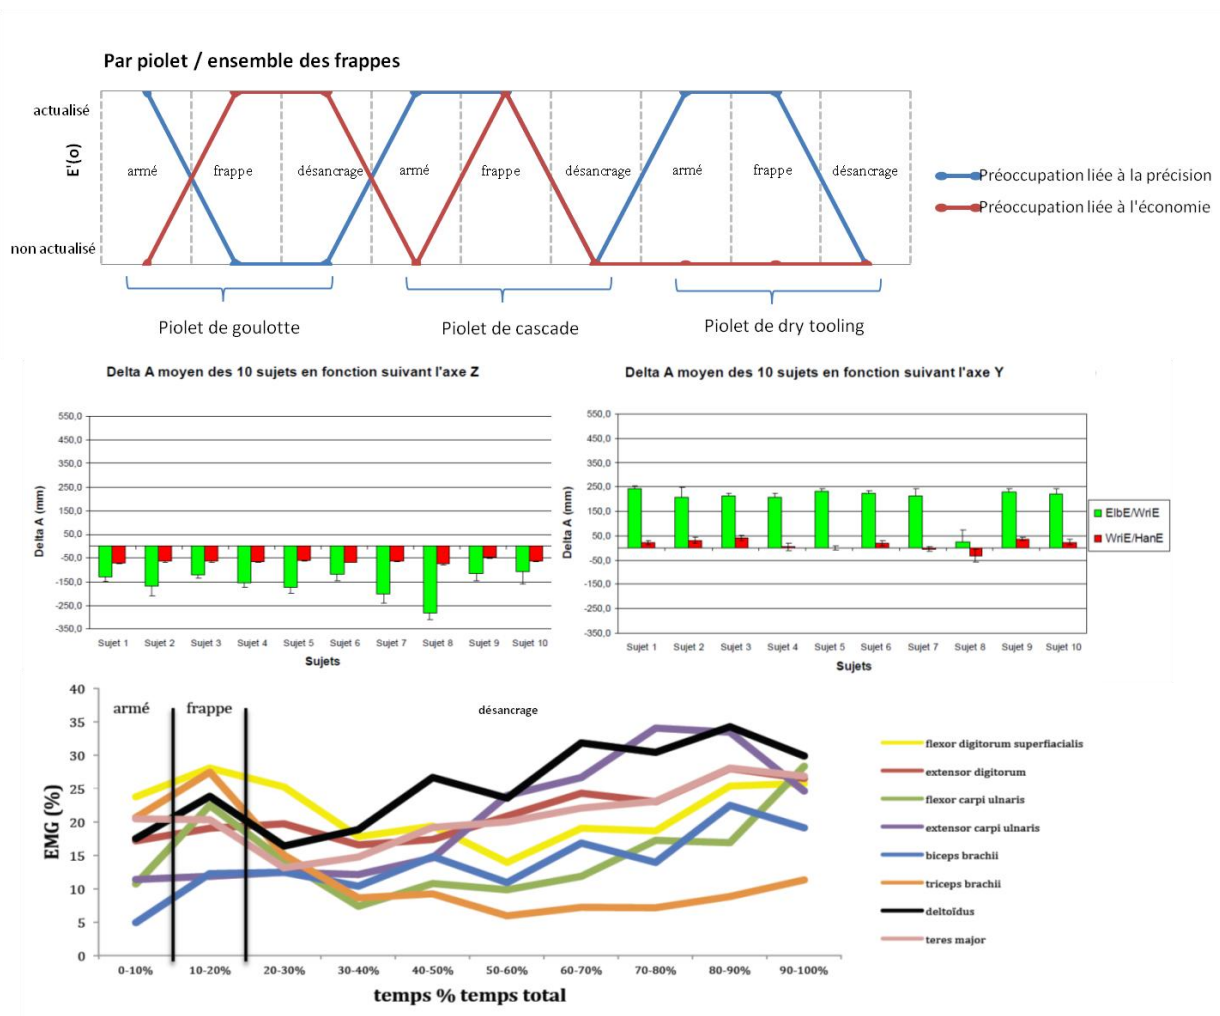 Par piolet / ensemble des frappes
actualisé
E'(o)
non actualisé
armé frappe désancrage armé frappe désancrage armé frappe désancrage
Préoccupation liée à la précision
Préoccupation liée à l'économie
Piolet de goulotte
Piolet de cascade
Piolet de dry tooling
Delta A moyen des 10 sujets en fonction suivant l'axe Z
Delta A (mm)
550,0
450,0
350,0
250,0
150,0
50,0
-50,0
-150,0
-250,0
-350,0
Sujet 1 Sujet 2 Sujet 3 Sujet 4 Sujet 5 Sujet 6 Sujet 7 Sujet 8 Sujet 9 Sujet 10
Sujets
Delta A moyen des 10 sujets en fonction suivant l'axe Y
Delta A (mm)
550,0
450,0
350,0
250,0
150,0
50,0
-50,0
-150,0
-250,0
-350,0
Sujet 1 Sujet 2 Sujet 3 Sujet 4 Sujet 5 Sujet 6 Sujet 7 Sujet 8 Sujet 9 Sujet 10
Sujets
ElbE/WriE
WriE/HanE
EMG (%)
40
35
30
25
20
15
10
5
0
armé frappe désancrage
0-10% 10-20% 20-30% 30-40% 40-50% 50-60% 60-70% 70-80% 80-90% 90-100%
temps % temps total
flexor digitorum superfiacialis
extensor digitorum
flexor carpi ulnaris
extensor carpi ulnaris
biceps brachii
triceps brachii
deltoïdus
teres major